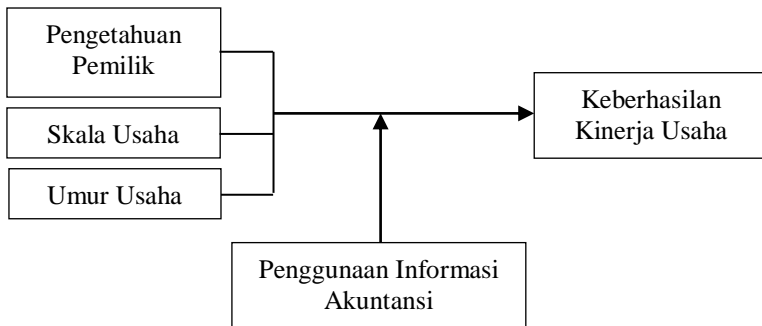 Pengetahuan
Pemilik
Skala Usaha
Umur Usaha
Keberhasilan
Kinerja Usaha
Penggunaan Informasi
Akuntansi